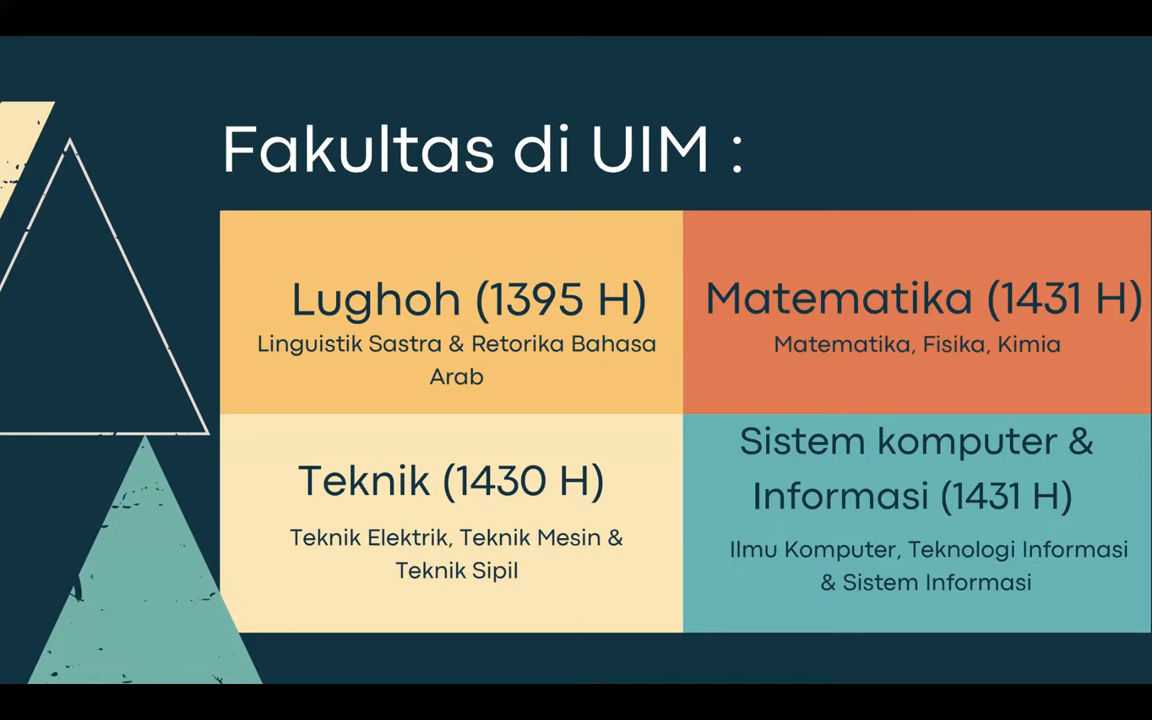 Fakultas di UIM :
Lughoh (1395 H)
Linguistik Sastra & Retorika Bahasa
Arab
Matematika (1431 H)
Matematika, Fisika, Kimia
Teknik (1430 H)
Teknik Elektrik, Teknik Mesin &
Teknik Sipil
Sistem komputer &
Informasi (1431 H)
Ilmu Komputer, Teknologi Informasi
& Sistem Informasi